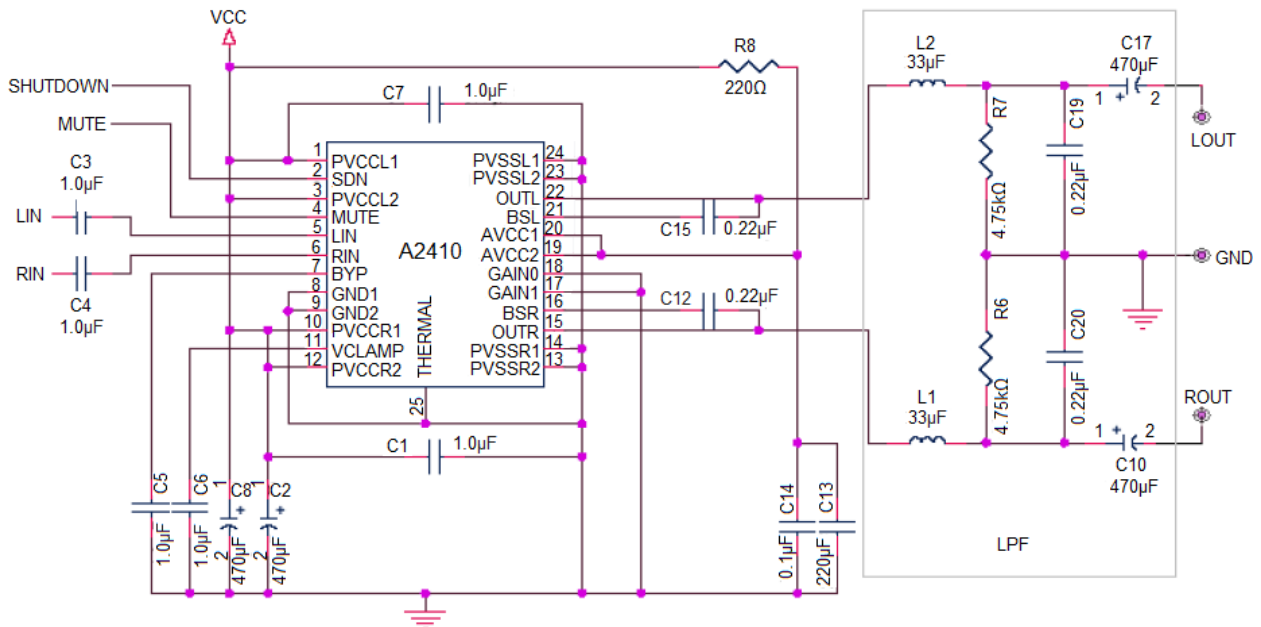 VCC
R8
220Ω
L2
33µF
C17
470µF
1 + 2
LOUT
SHUTDOWN
MUTE
C7
1.0µF
C3
1.0µF
LIN
RIN
C4
1.0µF
1 PVCCL1
2 SDN
3 PVCCL2
4 MUTE
5 LIN
6 RIN
7 BYP
8 GND1
9 GND2
10 PVCCR1
11 VCLAMP
12 PVCCR2
A2410
THERMAL
25
PVSSL1 24
PVSSL2 23
OUTL 22
BSL 21
AVCC1 20
AVCC2 19
GAIN0 18
GAIN1 17
BSR 16
OUTR 15
PVSSR1 14
PVSSR2 13
C15
0.22µF
C12
0.22µF
R7
4.75kΩ
C19
0.22µF
GND
R6
4.75kΩ
C20
0.22µF
L1
33µF
ROUT
1 + 2
C10
470µF
C1
1.0µF
C5
1.0µF
C6
1.0µF
1
C8
+
2
470µF
1
C2
+
2
470µF
C14
0.1µF
C13
220µF
LPF